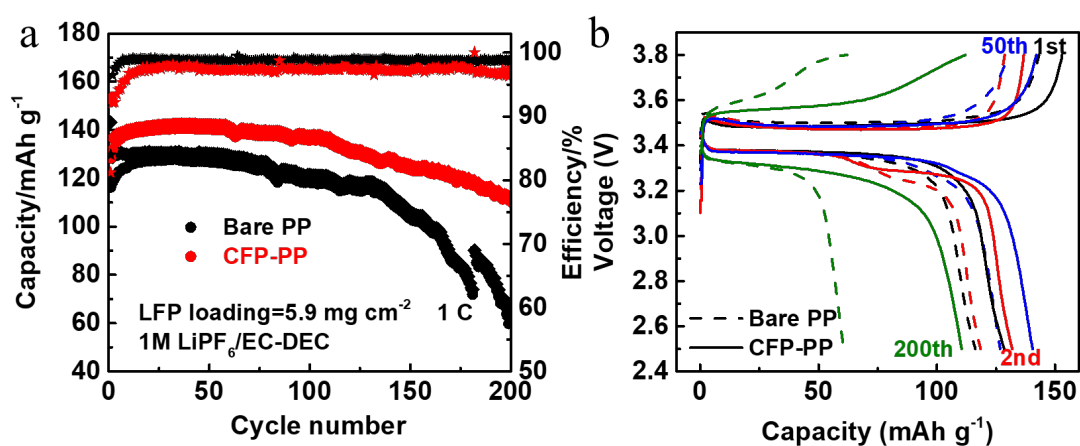 a
Capacity/mAh g⁻¹
180
160
140
120
100
80
60
40
100
90
80
70
60
50
Efficiency/%
Bare PP
CFP-PP
LFP loading=5.9 mg cm⁻² 1 C
1M LiPF₆/EC-DEC
0 50 100 150 200
Cycle number
b
Voltage (V)
3.8
3.6
3.4
3.2
3.0
2.8
2.6
2.4
50th 1st
Bare PP
CFP-PP
200th 2nd
0 50 100 150
Capacity (mAh g⁻¹)